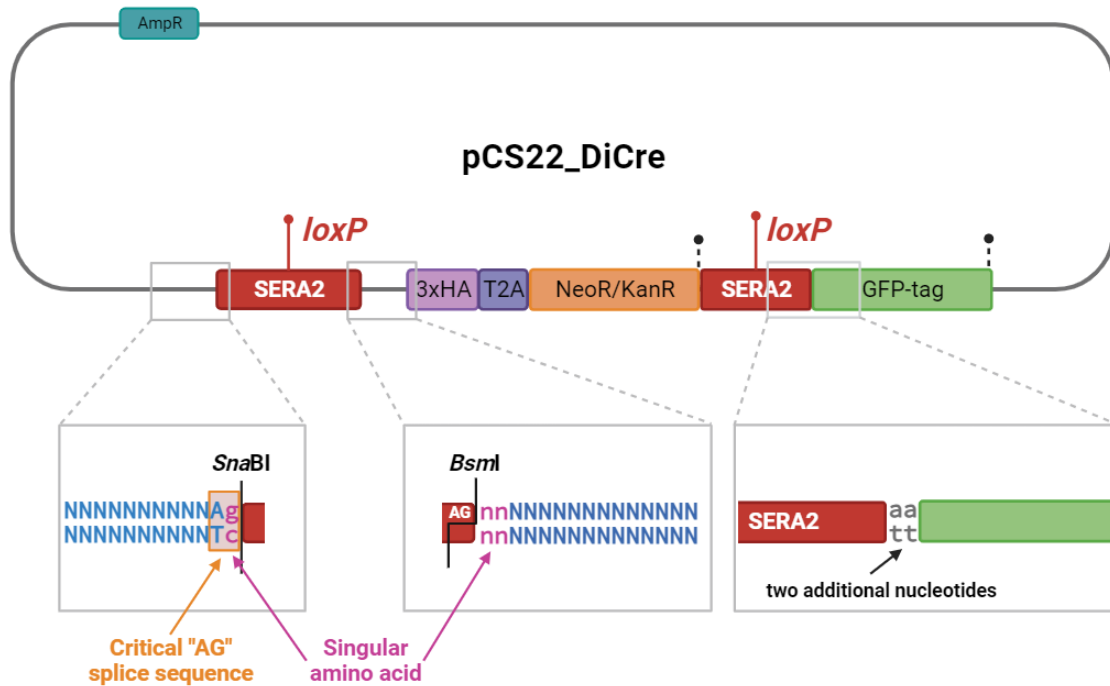 AmpR
pCS22_DiCre
loxP
loxP
SERA2
3xHA
T2A
NeoR/KanR
SERA2
GFP-tag
SnaBI
NNNNNNNNNNAg
NNNNNNNNNNTc
BsmI
AG
nnNNNNNNNNNNNNN
nnNNNNNNNNNNNNN
SERA2
aa
tt
two additional nucleotides
Critical "AG"
splice sequence
Singular
amino acid